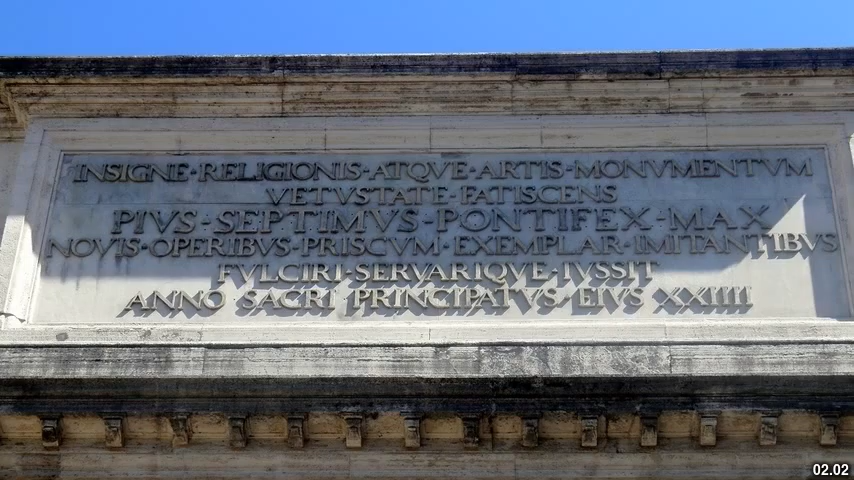 INSIGNE·RELIGIONIS·ATQVE·ARTIS·MONVMENTVM
VETVSTATE·FATISCENS
PIVS·SEPTIMVS·PONTIFEX·MAX
NOVIS·OPERIBVS·PRISCVM·EXEMPLAR·IMITANTIBVS
FVLCIRI·SERVARIQVE·IVSSIT
ANNO·SACRI·PRINCIPATVS·EIVS XXIIII
02.02